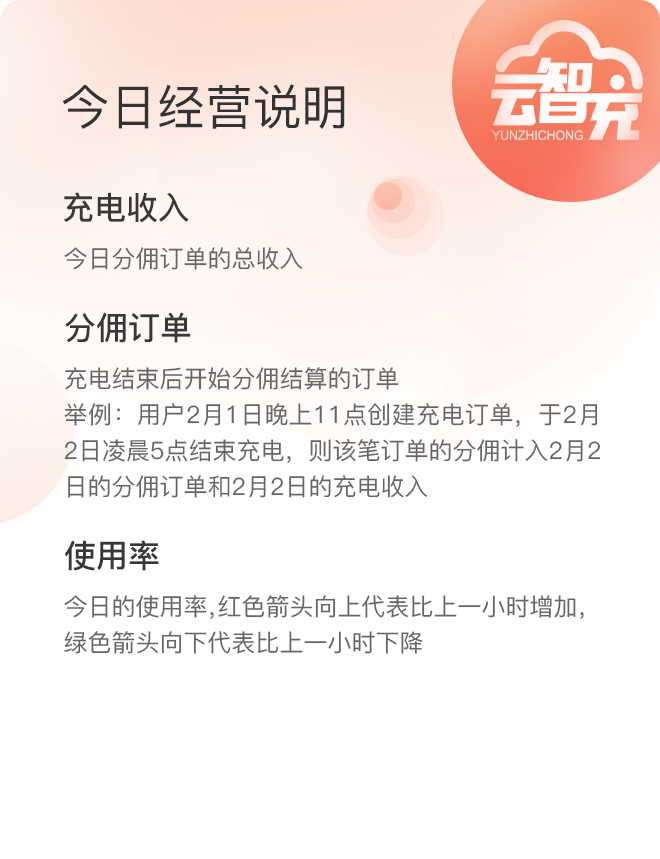 云智充
YUNZHICHONG
今日经营说明
充电收入
今日分佣订单的总收入
分佣订单
充电结束后开始分佣结算的订单
举例：用户2月1日晚上11点创建充电订单，于2月
2日凌晨5点结束充电，则该笔订单的分佣计入2月2
日的分佣订单和2月2日的充电收入
使用率
今日的使用率,红色箭头向上代表比上一小时增加,
绿色箭头向下代表比上一小时下降